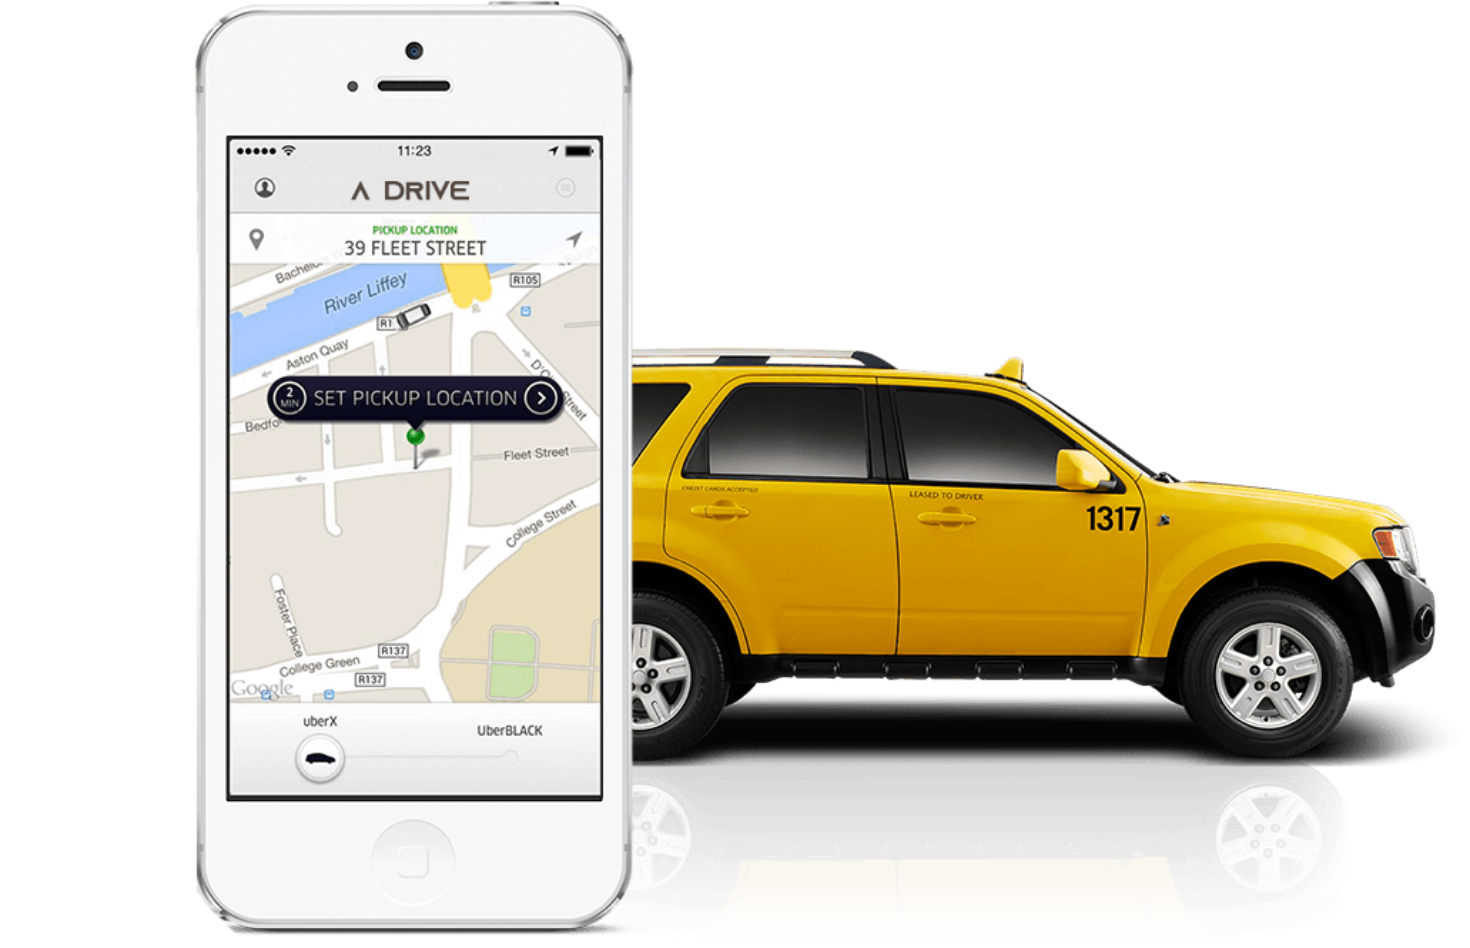 11:23
Λ DRIVE
PICKUP LOCATION
39 FLEET STREET
Bachelo
River Liffey
R105
R1
Aston Quay
2
MIN
SET PICKUP LOCATION
Street
Bedfo
Fleet Street
College Street
Foster Place
College Green
R137
R137
Google
uberX
UberBLACK
CREDIT CARDS ACCEPTED
LEASED TO DRIVER
1317